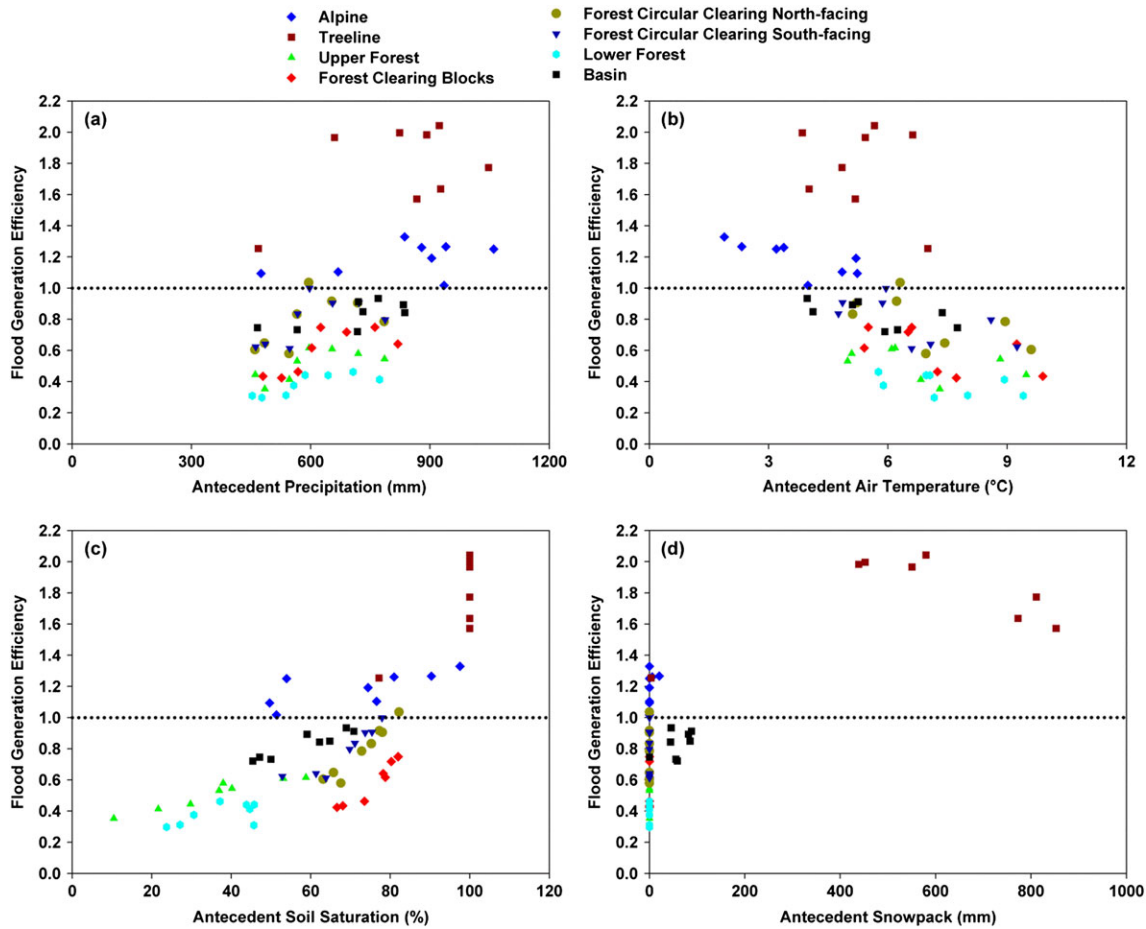 Alpine
Treeline
Upper Forest
Forest Clearing Blocks
Forest Circular Clearing North-facing
Forest Circular Clearing South-facing
Lower Forest
Basin
(a)
Flood Generation Efficiency
2.2
2.0
1.8
1.6
1.4
1.2
1.0
0.8
0.6
0.4
0.2
0.0
0 300 600 900 1200
Antecedent Precipitation (mm)
(b)
Flood Generation Efficiency
2.2
2.0
1.8
1.6
1.4
1.2
1.0
0.8
0.6
0.4
0.2
0.0
0 3 6 9 12
Antecedent Air Temperature (°C)
(c)
Flood Generation Efficiency
2.2
2.0
1.8
1.6
1.4
1.2
1.0
0.8
0.6
0.4
0.2
0.0
0 20 40 60 80 100 120
Antecedent Soil Saturation (%)
(d)
Flood Generation Efficiency
2.2
2.0
1.8
1.6
1.4
1.2
1.0
0.8
0.6
0.4
0.2
0.0
0 200 400 600 800 1000
Antecedent Snowpack (mm)